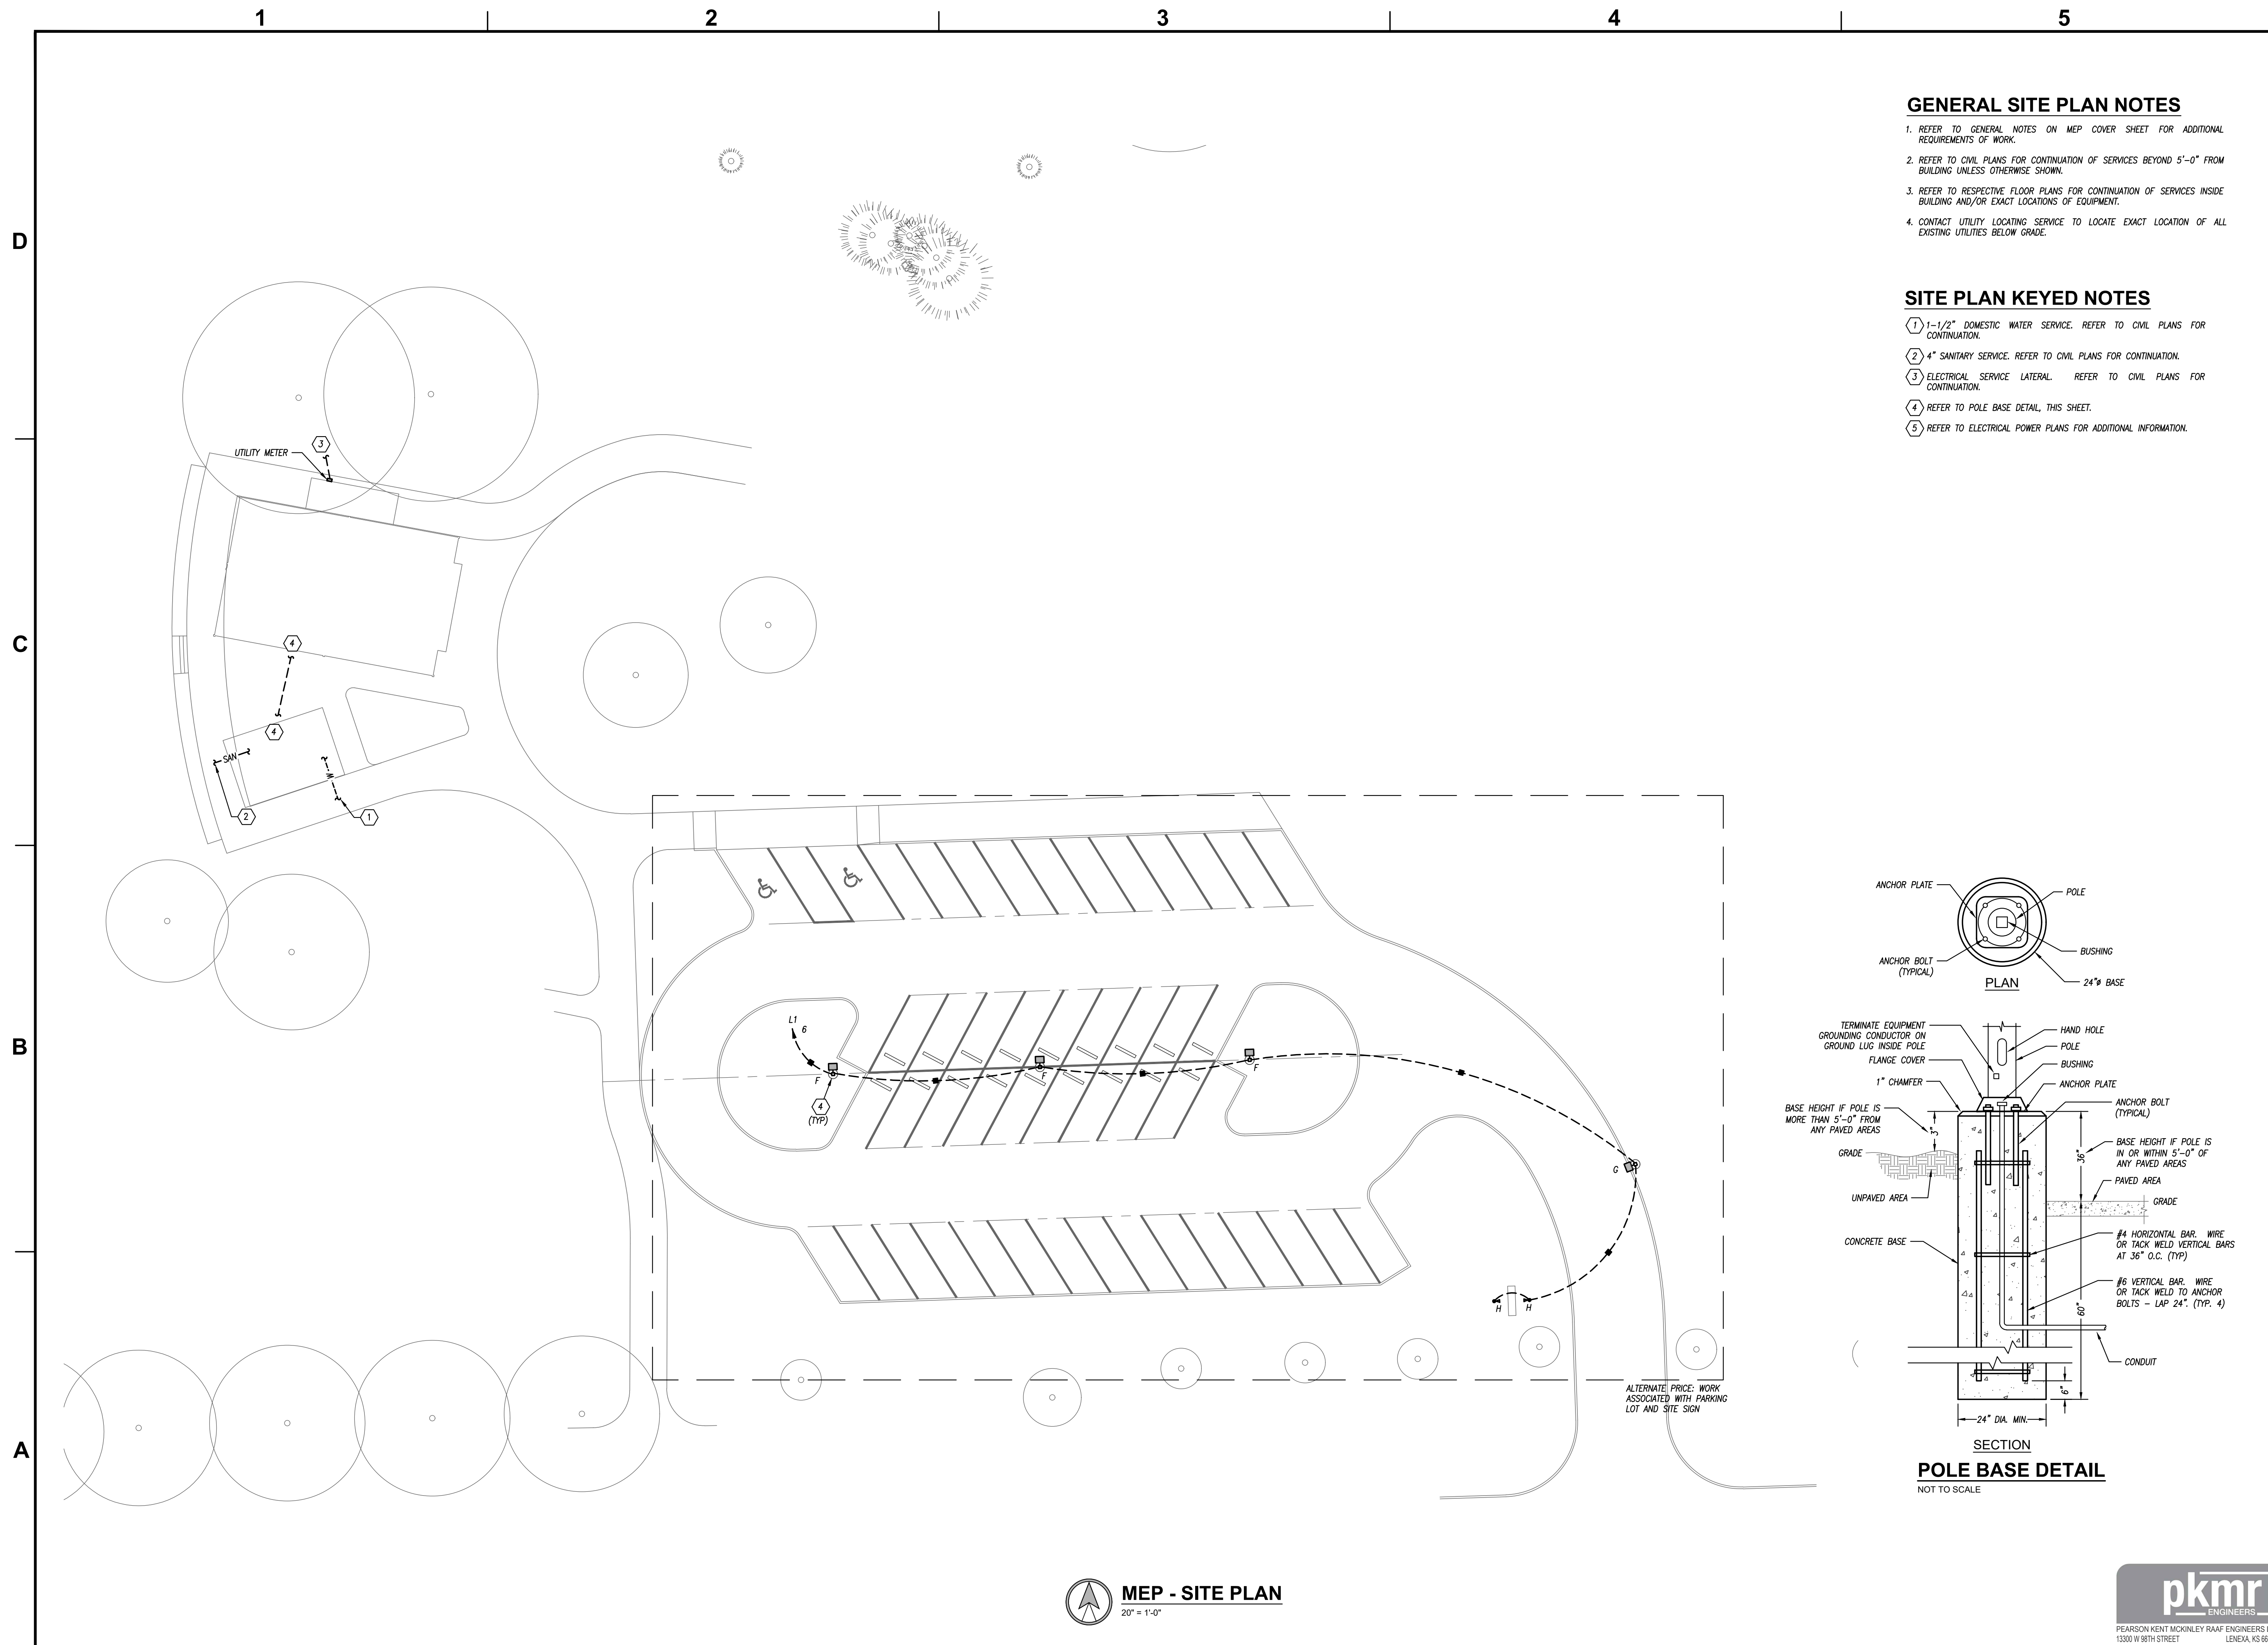 1 2 3 4 5
D
C
B
A
GENERAL SITE PLAN NOTES
1. REFER TO GENERAL NOTES ON MEP COVER SHEET FOR ADDITIONAL
REQUIREMENTS OF WORK.
2. REFER TO CIVIL PLANS FOR CONTINUATION OF SERVICES BEYOND 5'-0" FROM
BUILDING UNLESS OTHERWISE SHOWN.
3. REFER TO RESPECTIVE FLOOR PLANS FOR CONTINUATION OF SERVICES INSIDE
BUILDING AND/OR EXACT LOCATIONS OF EQUIPMENT.
4. CONTACT UTILITY LOCATING SERVICE TO LOCATE EXACT LOCATION OF ALL
EXISTING UTILITIES BELOW GRADE.
SITE PLAN KEYED NOTES
1 1-1/2" DOMESTIC WATER SERVICE. REFER TO CIVIL PLANS FOR
CONTINUATION.
2 4" SANITARY SERVICE. REFER TO CIVIL PLANS FOR CONTINUATION.
3 ELECTRICAL SERVICE LATERAL. REFER TO CIVIL PLANS FOR
CONTINUATION.
4 REFER TO POLE BASE DETAIL, THIS SHEET.
5 REFER TO ELECTRICAL POWER PLANS FOR ADDITIONAL INFORMATION.
3
UTILITY METER
4
4
SAN
W
2
1
L1
6
F
F
F
4
(TYP)
G
H
H
ALTERNATE PRICE: WORK
ASSOCIATED WITH PARKING
LOT AND SITE SIGN
ANCHOR PLATE
POLE
BUSHING
ANCHOR BOLT
(TYPICAL)
24"ø BASE
PLAN
TERMINATE EQUIPMENT
GROUNDING CONDUCTOR ON
GROUND LUG INSIDE POLE
FLANGE COVER
1" CHAMFER
BASE HEIGHT IF POLE IS
MORE THAN 5'-0" FROM
ANY PAVED AREAS
GRADE
UNPAVED AREA
CONCRETE BASE
HAND HOLE
POLE
BUSHING
ANCHOR PLATE
ANCHOR BOLT
(TYPICAL)
BASE HEIGHT IF POLE IS
IN OR WITHIN 5'-0" OF
ANY PAVED AREAS
PAVED AREA
GRADE
#4 HORIZONTAL BAR. WIRE
OR TACK WELD VERTICAL BARS
AT 36" O.C. (TYP)
#6 VERTICAL BAR. WIRE
OR TACK WELD TO ANCHOR
BOLTS - LAP 24". (TYP. 4)
CONDUIT
3"
36"
60"
6"
24" DIA. MIN.
SECTION
POLE BASE DETAIL
NOT TO SCALE
MEP - SITE PLAN
20" = 1'-0"
pkmr
ENGINEERS
PEARSON KENT MCKINLEY RAAF ENGINEERS
13300 W 98TH STREET LENEXA, KS 66